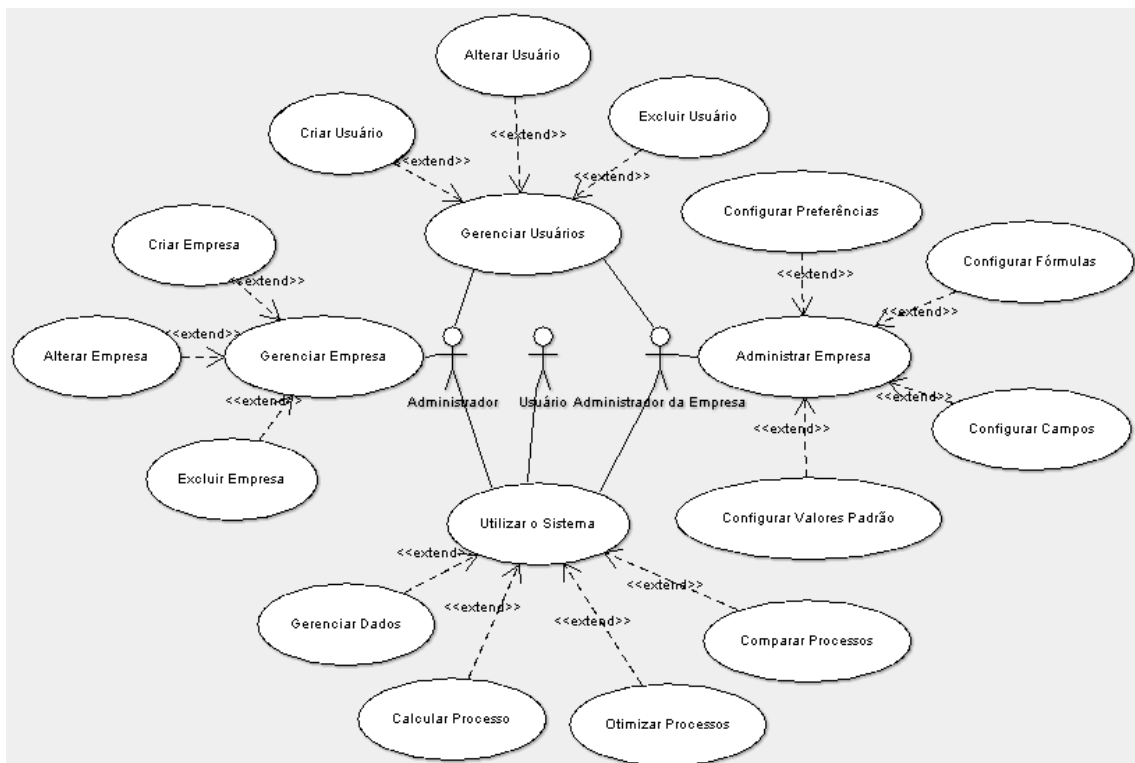 Alterar Usuário
Excluir Usuário
Criar Usuário
<<extend>>
<<extend>>
<<extend>>
Configurar Preferências
Gerenciar Usuários
Criar Empresa
Configurar Fórmulas
<<extend>>
<<extend>>
<<extend>>
<<extend>>
Alterar Empresa
Gerenciar Empresa
Administrar Empresa
Administrador
Usuário
Administrador da Empresa
<<extend>>
<<extend>>
<<extend>>
Configurar Campos
Excluir Empresa
Utilizar o Sistema
Configurar Valores Padrão
<<extend>>
<<extend>>
<<extend>>
<<extend>>
Gerenciar Dados
Comparar Processos
Calcular Processo
Otimizar Processos